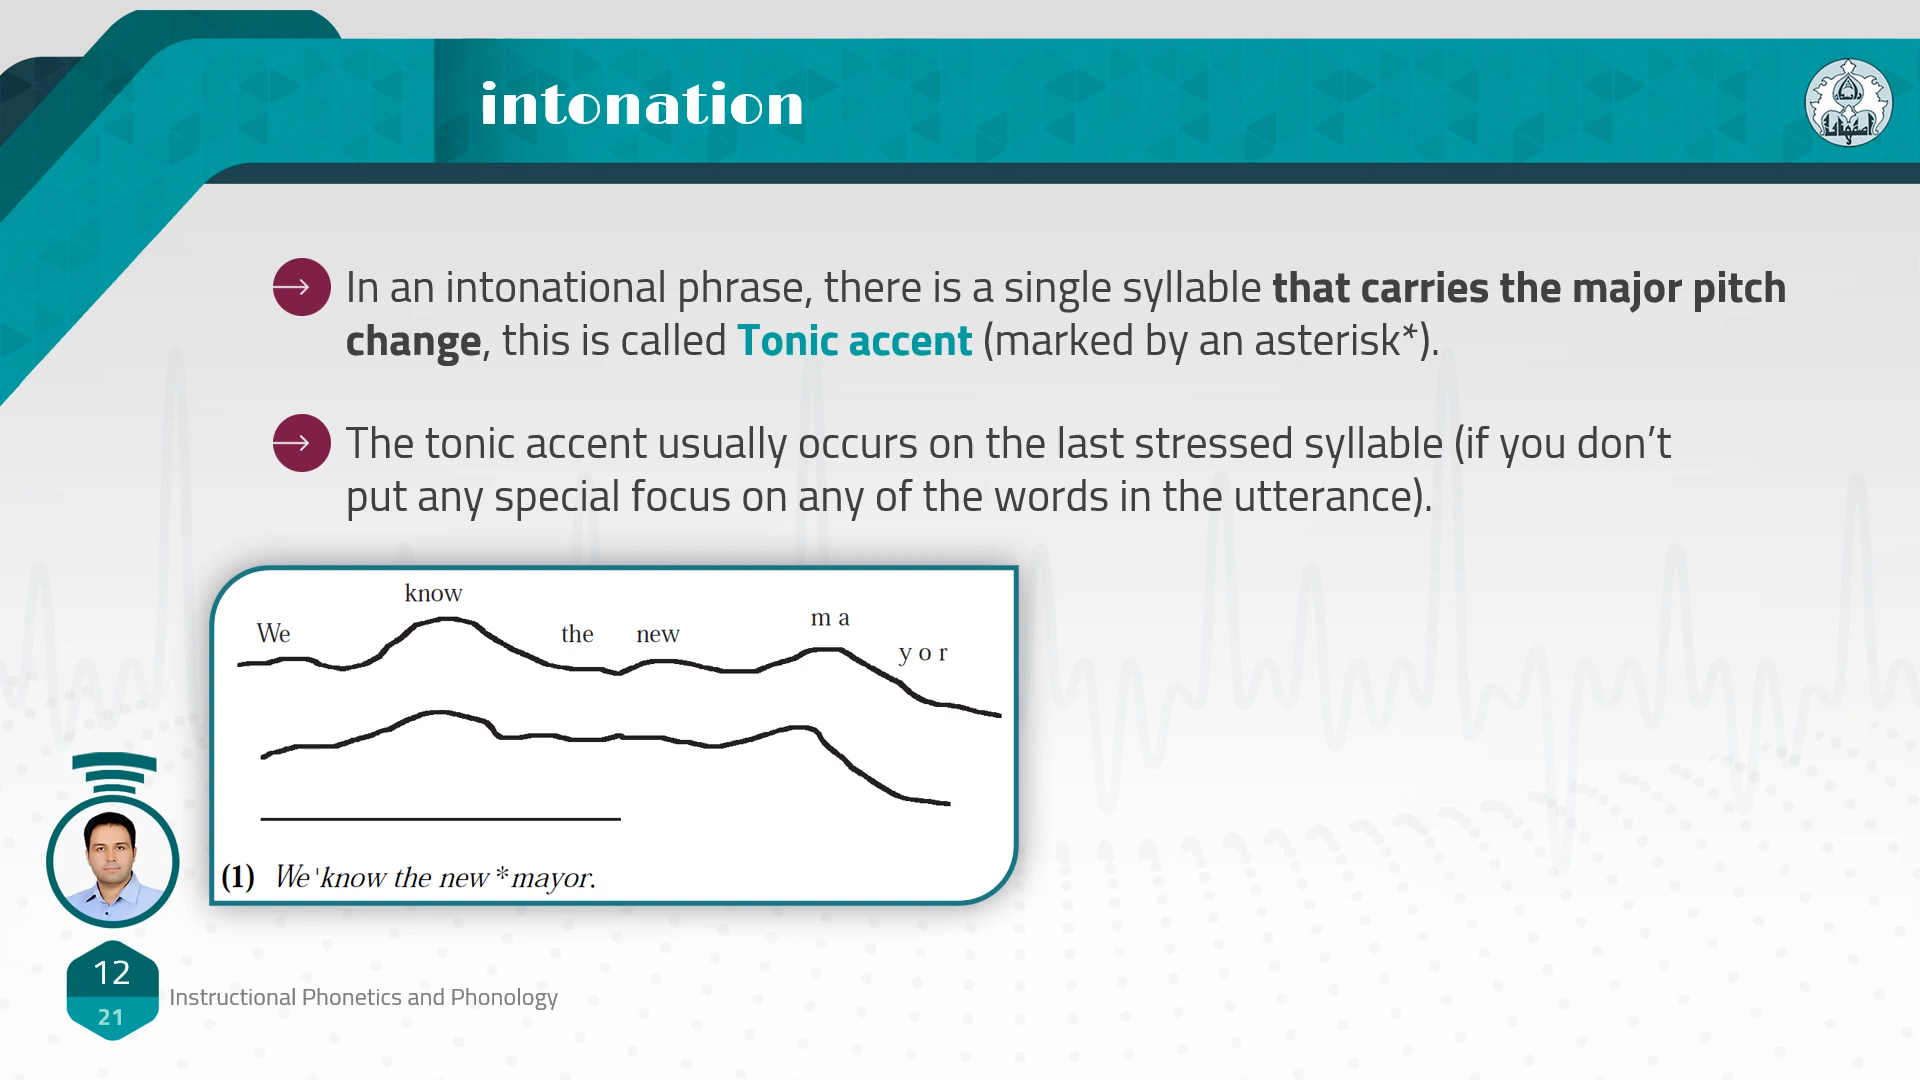 intonation
دانشگاه
اصفهان
In an intonational phrase, there is a single syllable that carries the major pitch
change, this is called Tonic accent (marked by an asterisk*).
The tonic accent usually occurs on the last stressed syllable (if you don’t
put any special focus on any of the words in the utterance).
know
We the new m a
y o r
(1) We 'know the new *mayor.
12
21
Instructional Phonetics and Phonology